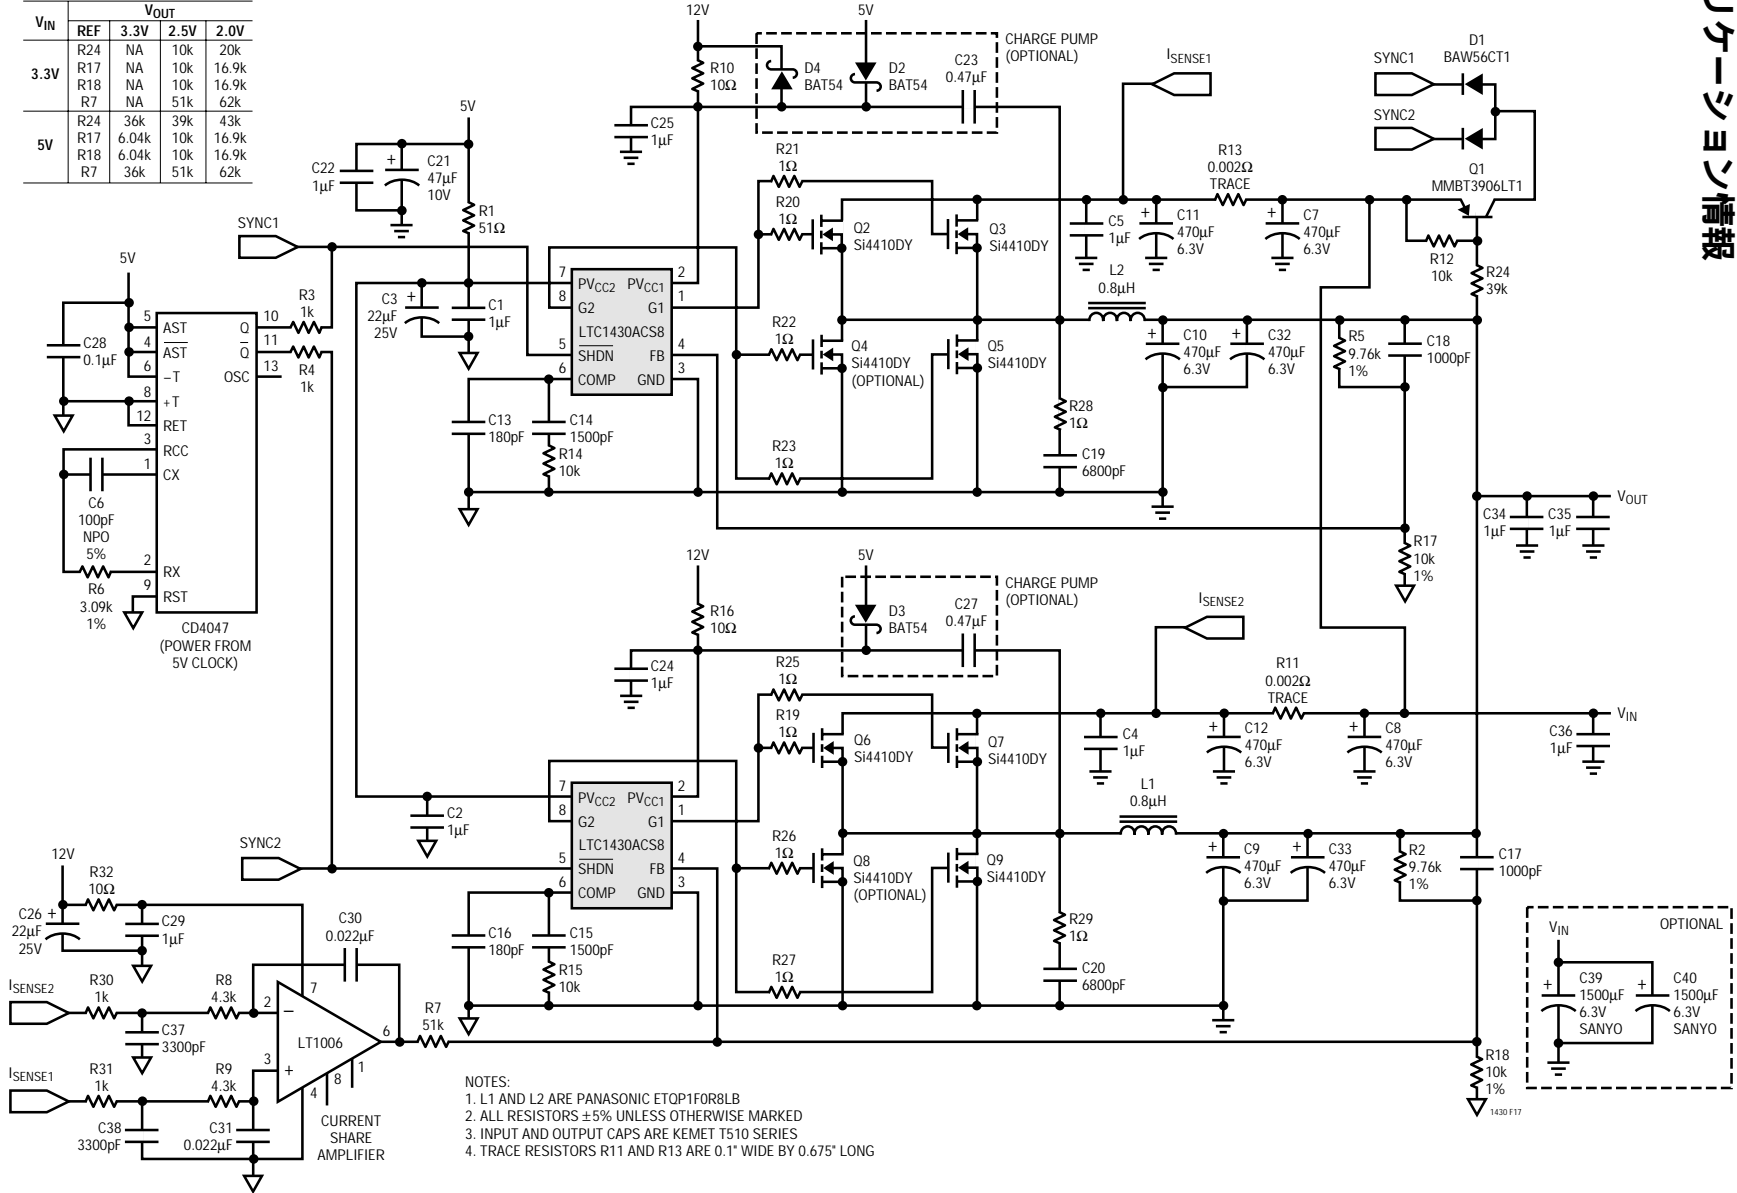 VIN VOUT
REF 3.3V 2.5V 2.0V
3.3V
R24 NA 10k 20k
R17 NA 10k 16.9k
R18 NA 10k 16.9k
R7 NA 51k 62k
5V
R24 36k 39k 43k
R17 6.04k 10k 16.9k
R18 6.04k 10k 16.9k
R7 36k 51k 62k
リケーション情報
12V
5V
R10
10Ω
D4
BAT54
D2
BAT54
C23
0.47µF
CHARGE PUMP
(OPTIONAL)
ISENSE1
D1
BAW56CT1
SYNC1
SYNC2
Q1
MMBT3906LT1
5V
C22
1µF
+
C21
47µF
10V
R1
51Ω
C25
1µF
R21
1Ω
R20
1Ω
Q2
Si4410DY
Q3
Si4410DY
C5
1µF
+
C11
470µF
6.3V
R13
0.002Ω
TRACE
+
C7
470µF
6.3V
R12
10k
R24
39k
SYNC1
5V
C28
0.1µF
5 AST
4 AST
6 –T
8 +T
12 RET
3 RCC
1 CX
2 RX
9 RST
Q 10
Q 11
OSC 13
R3
1k
R4
1k
C6
100pF
NPO
5%
R6
3.09k
1%
CD4047
(POWER FROM
5V CLOCK)
C3
22µF
25V
+
C1
1µF
7 PVCC2 PVCC1 2
8 G2 G1 1
LTC1430ACS8
5 SHDN FB 4
6 COMP GND 3
R22
1Ω
Q4
Si4410DY
(OPTIONAL)
Q5
Si4410DY
L2
0.8µH
+
C10
470µF
6.3V
+
C32
470µF
6.3V
R5
9.76k
1%
C18
1000pF
C13
180pF
C14
1500pF
R14
10k
R23
1Ω
R28
1Ω
C19
6800pF
VOUT
C34
1µF
C35
1µF
R17
10k
1%
12V
5V
R16
10Ω
D3
BAT54
C27
0.47µF
CHARGE PUMP
(OPTIONAL)
ISENSE2
C24
1µF
R25
1Ω
R19
1Ω
Q6
Si4410DY
Q7
Si4410DY
C4
1µF
+
C12
470µF
6.3V
R11
0.002Ω
TRACE
+
C8
470µF
6.3V
VIN
C36
1µF
C2
1µF
7 PVCC2 PVCC1 2
8 G2 G1 1
LTC1430ACS8
5 SHDN FB 4
6 COMP GND 3
SYNC2
R26
1Ω
Q8
Si4410DY
(OPTIONAL)
Q9
Si4410DY
L1
0.8µH
+
C9
470µF
6.3V
+
C33
470µF
6.3V
R2
9.76k
1%
C17
1000pF
C16
180pF
C15
1500pF
R15
10k
R27
1Ω
R29
1Ω
C20
6800pF
12V
C26
22µF
25V
+
R32
10Ω
C29
1µF
C30
0.022µF
ISENSE2
R30
1k
R8
4.3k
C37
3300pF
ISENSE1
R31
1k
R9
4.3k
C38
3300pF
C31
0.022µF
2
–
3
+
7
LT1006
6
4
8
1
CURRENT
SHARE
AMPLIFIER
R7
51k
VIN
OPTIONAL
+
C39
1500µF
6.3V
SANYO
+
C40
1500µF
6.3V
SANYO
R18
10k
1%
1430 F17
NOTES:
1. L1 AND L2 ARE PANASONIC ETQP1F0R8LB
2. ALL RESISTORS ±5% UNLESS OTHERWISE MARKED
3. INPUT AND OUTPUT CAPS ARE KEMET T510 SERIES
4. TRACE RESISTORS R11 AND R13 ARE 0.1" WIDE BY 0.675" LONG